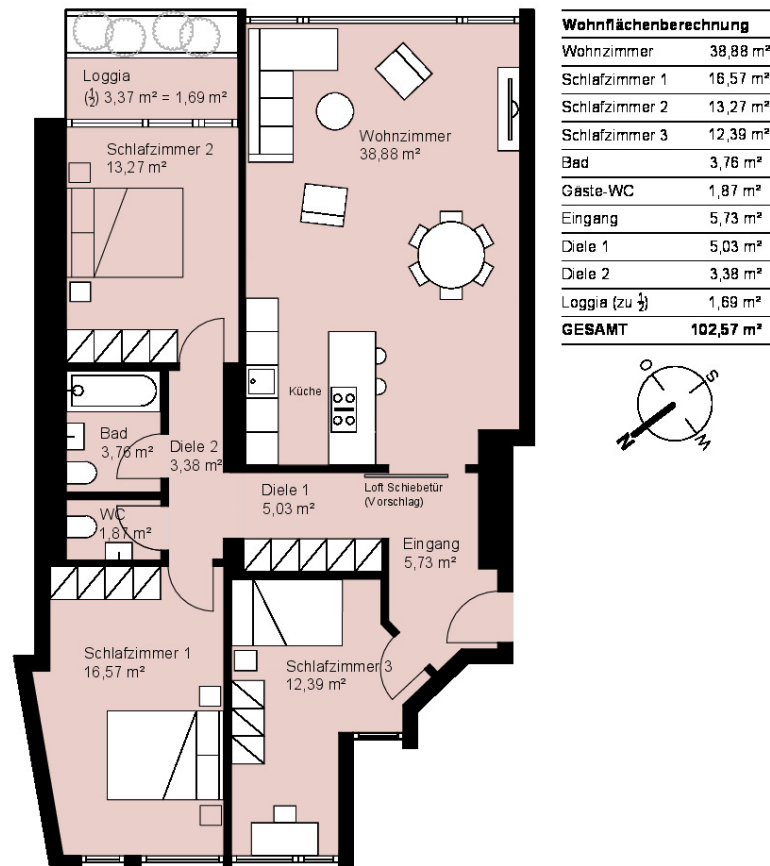 Loggia
(½) 3,37 m² = 1,69 m²
Schlafzimmer 2
13,27 m²
Wohnzimmer
38,88 m²
Küche
Bad
3,76 m²
Diele 2
3,38 m²
WC
1,87 m²
Diele 1
5,03 m²
Loft Schiebetür
(Vorschlag)
Eingang
5,73 m²
Schlafzimmer 1
16,57 m²
Schlafzimmer 3
12,39 m²
Wohnflächenberechnung
Wohnzimmer 38,88 m²
Schlafzimmer 1 16,57 m²
Schlafzimmer 2 13,27 m²
Schlafzimmer 3 12,39 m²
Bad 3,76 m²
Gäste-WC 1,87 m²
Eingang 5,73 m²
Diele 1 5,03 m²
Diele 2 3,38 m²
Loggia (zu ½) 1,69 m²
GESAMT 102,57 m²
O
S
N
W